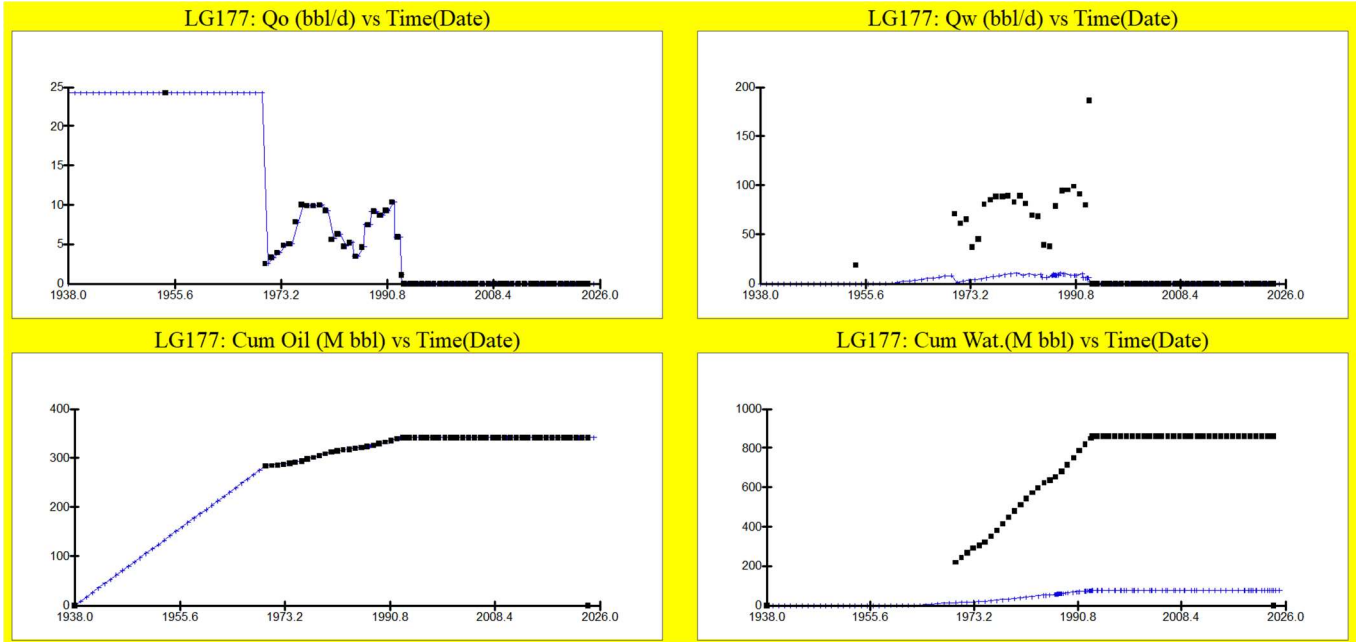 LG177: Qo (bbl/d) vs Time(Date)
25
20
15
10
5
0
1938.0 1955.6 1973.2 1990.8 2008.4 2026.0
LG177: Qw (bbl/d) vs Time(Date)
200
150
100
50
0
1938.0 1955.6 1973.2 1990.8 2008.4 2026.0
LG177: Cum Oil (M bbl) vs Time(Date)
400
300
200
100
0
1938.0 1955.6 1973.2 1990.8 2008.4 2026.0
LG177: Cum Wat.(M bbl) vs Time(Date)
1000
800
600
400
200
0
1938.0 1955.6 1973.2 1990.8 2008.4 2026.0